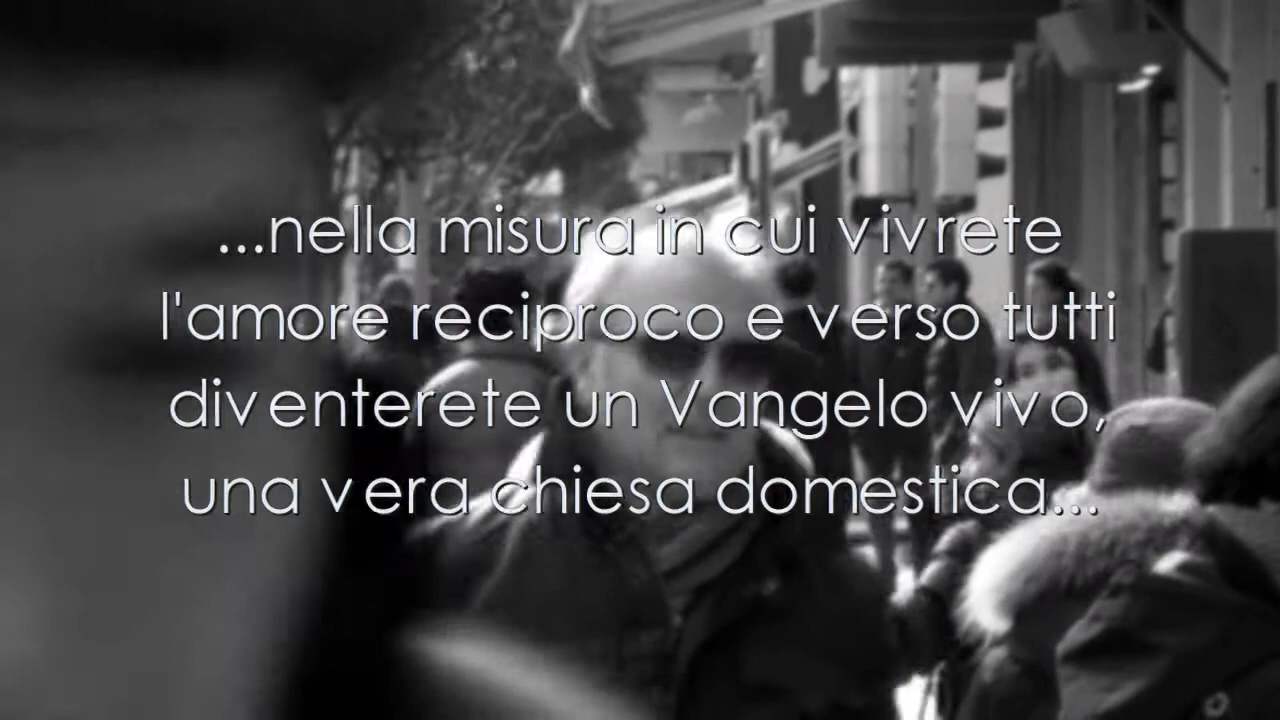 ...nella misura in cui vivrete
l'amore reciproco e verso tutti
diventerete un Vangelo vivo,
una vera chiesa domestica...